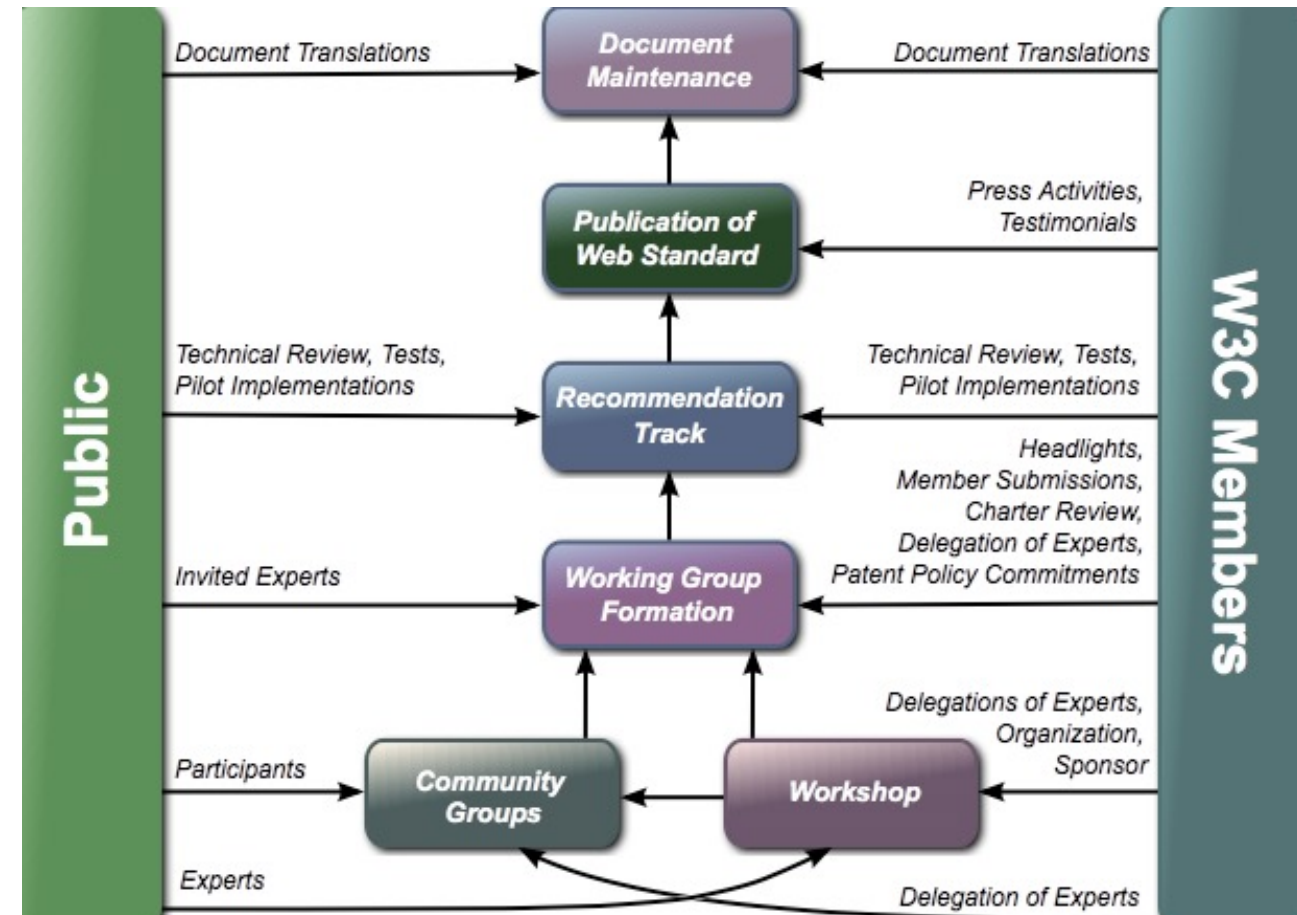 Document Translations
Document
Maintenance
Document Translations
Press Activities,
Testimonials
Publication of
Web Standard
Technical Review, Tests,
Pilot Implementations
Recommendation
Track
Technical Review, Tests,
Pilot Implementations
Public
W3C Members
Headlights,
Member Submissions,
Charter Review,
Delegation of Experts,
Patent Policy Commitments
Invited Experts
Working Group
Formation
Delegations of Experts,
Organization,
Sponsor
Participants
Community
Groups
Workshop
Experts
Delegation of Experts